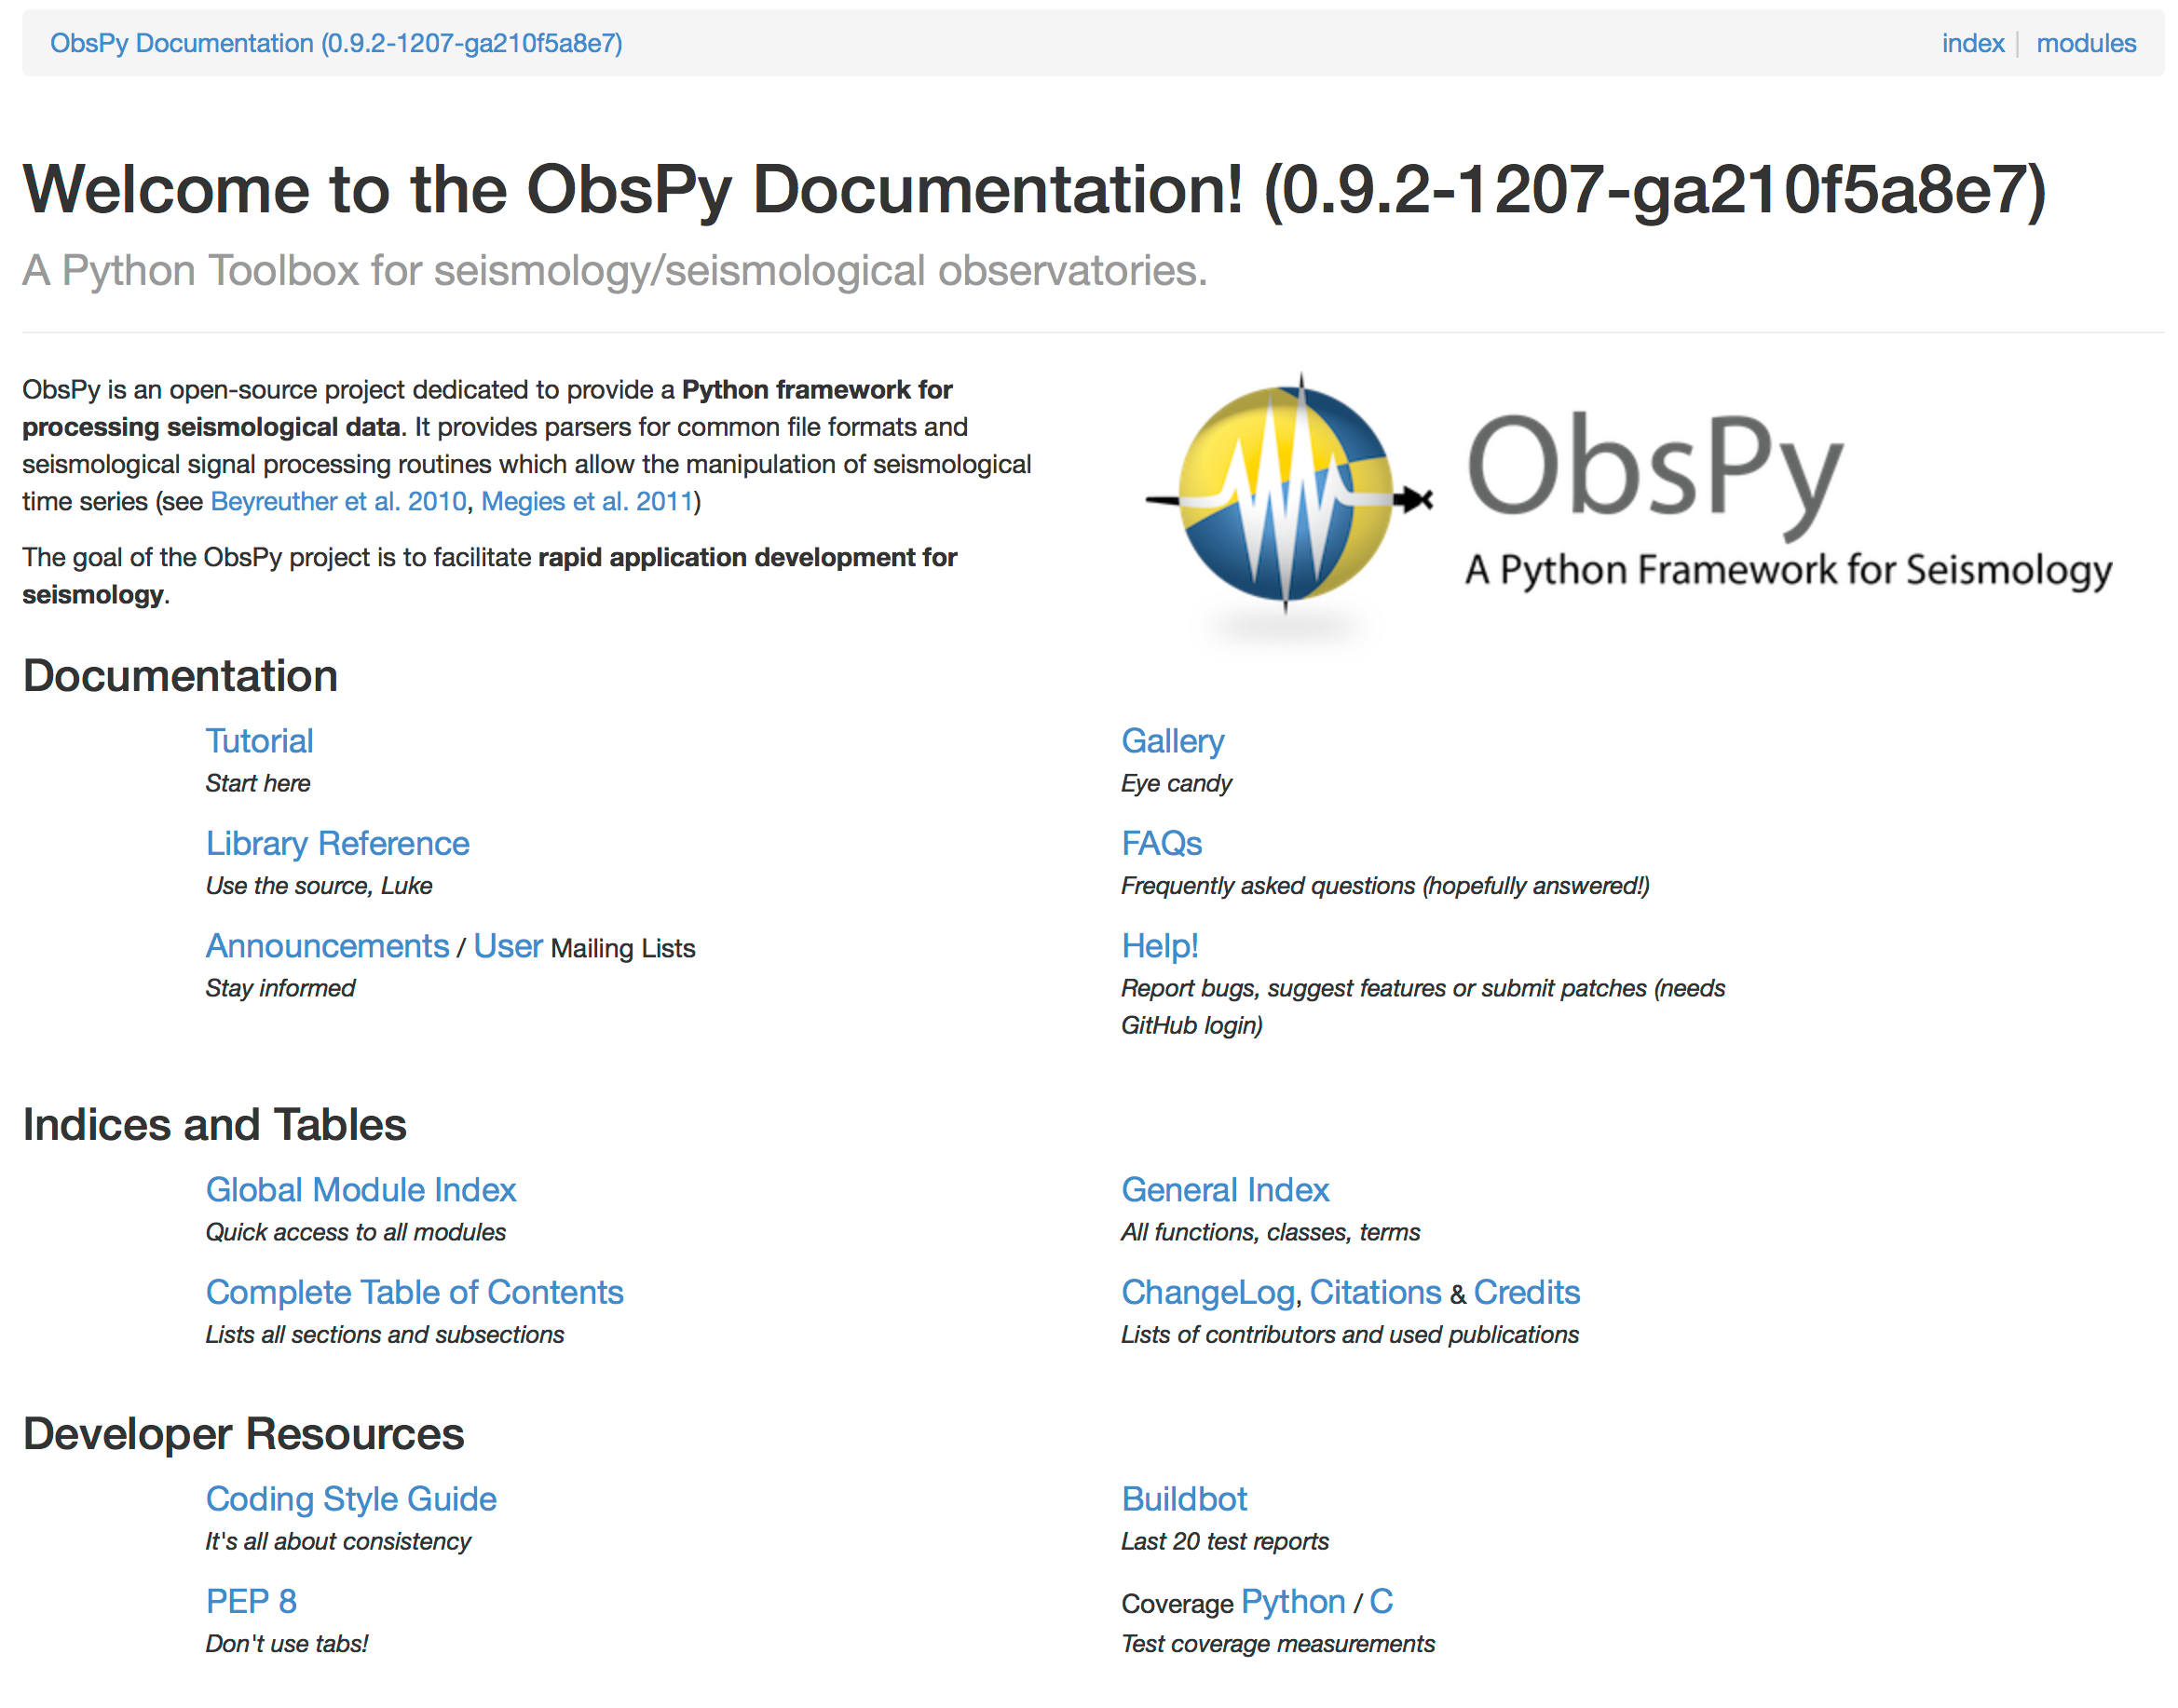 ObsPy Documentation (0.9.2-1207-ga210f5a8e7)
index | modules
Welcome to the ObsPy Documentation! (0.9.2-1207-ga210f5a8e7)
A Python Toolbox for seismology/seismological observatories.
ObsPy is an open-source project dedicated to provide a Python framework for
processing seismological data. It provides parsers for common file formats and
seismological signal processing routines which allow the manipulation of seismological
time series (see Beyreuther et al. 2010, Megies et al. 2011)
The goal of the ObsPy project is to facilitate rapid application development for
seismology.
ObsPy
A Python Framework for Seismology
Documentation
Tutorial
Start here
Library Reference
Use the source, Luke
Announcements / User Mailing Lists
Stay informed
Gallery
Eye candy
FAQs
Frequently asked questions (hopefully answered!)
Help!
Report bugs, suggest features or submit patches (needs
GitHub login)
Indices and Tables
Global Module Index
Quick access to all modules
Complete Table of Contents
Lists all sections and subsections
General Index
All functions, classes, terms
ChangeLog, Citations & Credits
Lists of contributors and used publications
Developer Resources
Coding Style Guide
It's all about consistency
PEP 8
Don't use tabs!
Buildbot
Last 20 test reports
Coverage Python / C
Test coverage measurements